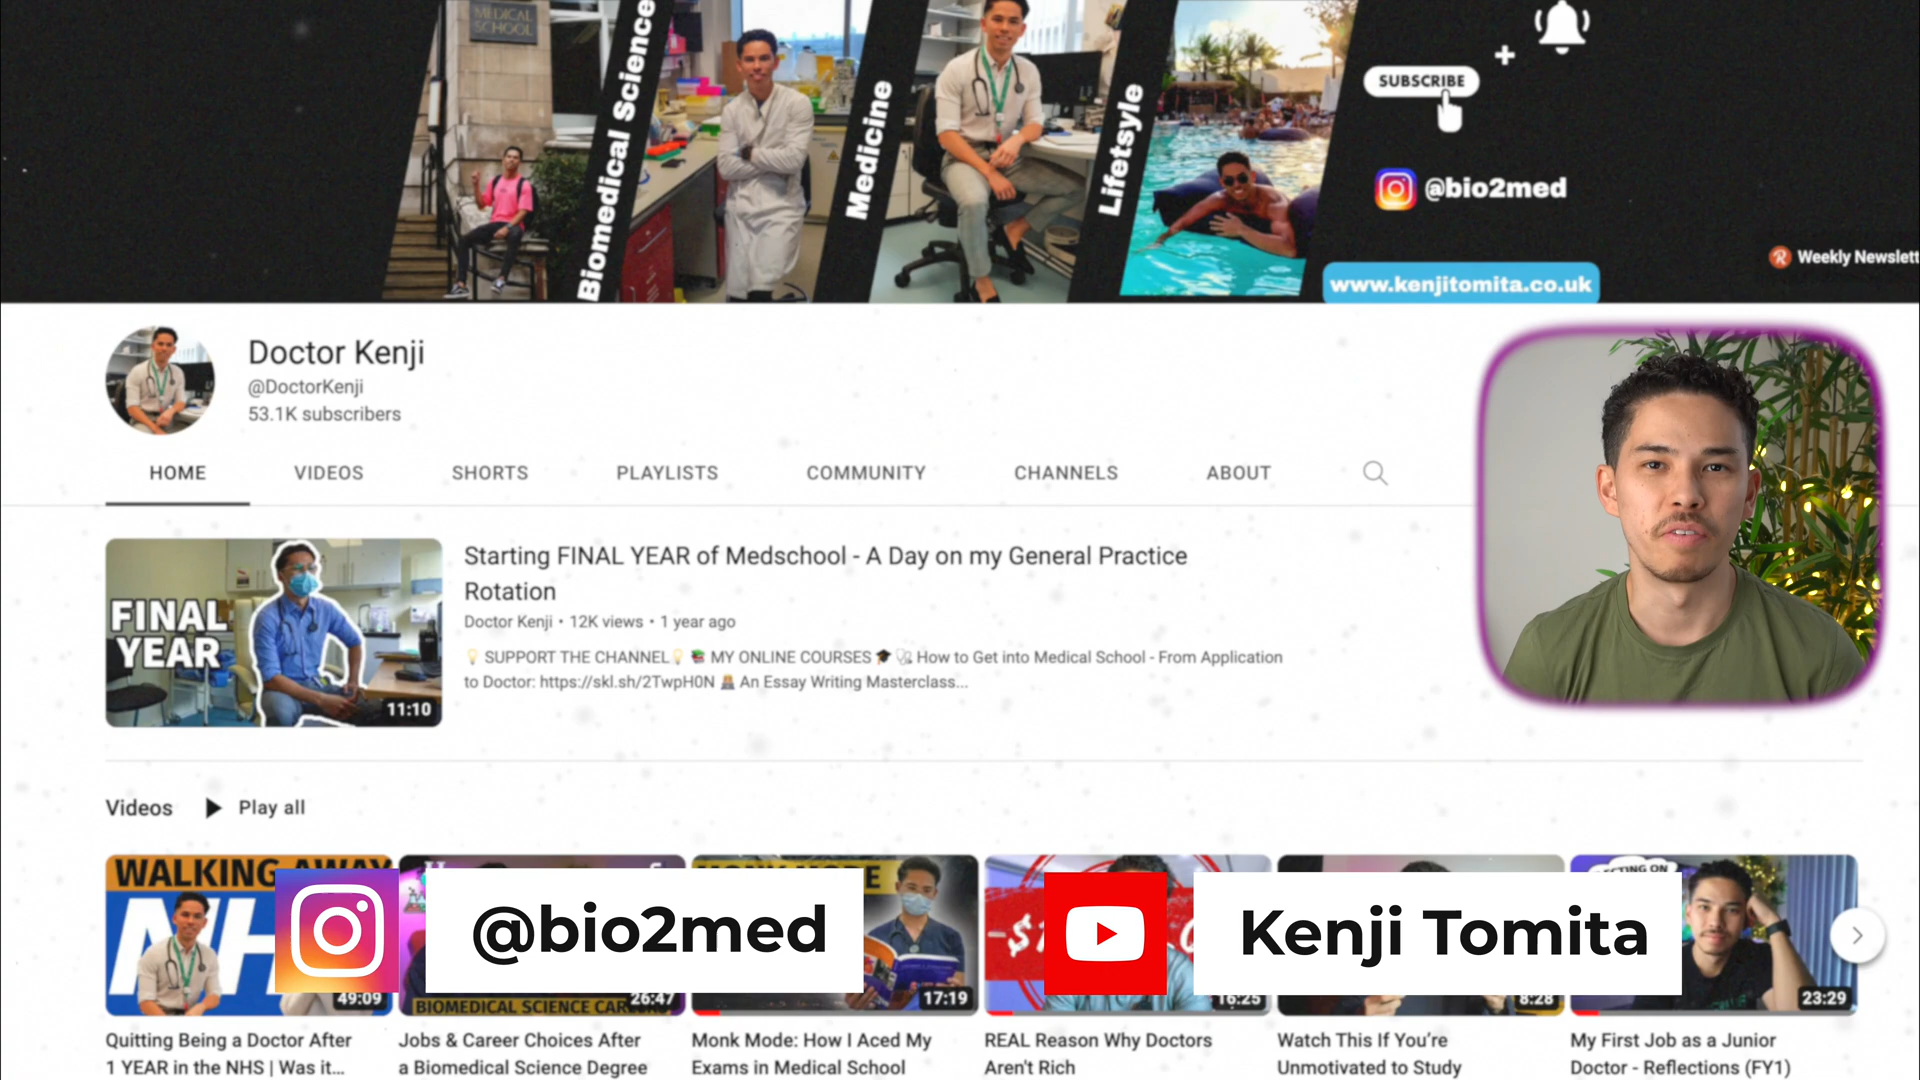 MEDICAL
SCHOOL
Biomedical Science
Medicine
Lifetsyle
SUBSCRIBE
@bio2med
www.kenjitomita.co.uk
Weekly Newslett
Doctor Kenji
@DoctorKenji
53.1K subscribers
HOME VIDEOS SHORTS PLAYLISTS COMMUNITY CHANNELS ABOUT
FINAL
YEAR
11:10
Starting FINAL YEAR of Medschool - A Day on my General Practice
Rotation
Doctor Kenji • 12K views • 1 year ago
💡 SUPPORT THE CHANNEL💡 📚 MY ONLINE COURSES 🎓 🩺 How to Get into Medical School - From Application
to Doctor: https://skl.sh/2TwpH0N 👩‍🏫 An Essay Writing Masterclass...
Videos Play all
WALKING AWAY
NH
49:09
BIOMEDICAL SCIENCE
26:47
17:19
16:25
8:28
23:29
@bio2med
Kenji Tomita
Quitting Being a Doctor After
1 YEAR in the NHS | Was it...
Jobs & Career Choices After
a Biomedical Science Degree
Monk Mode: How I Aced My
Exams in Medical School
REAL Reason Why Doctors
Aren't Rich
Watch This If You're
Unmotivated to Study
My First Job as a Junior
Doctor - Reflections (FY1)